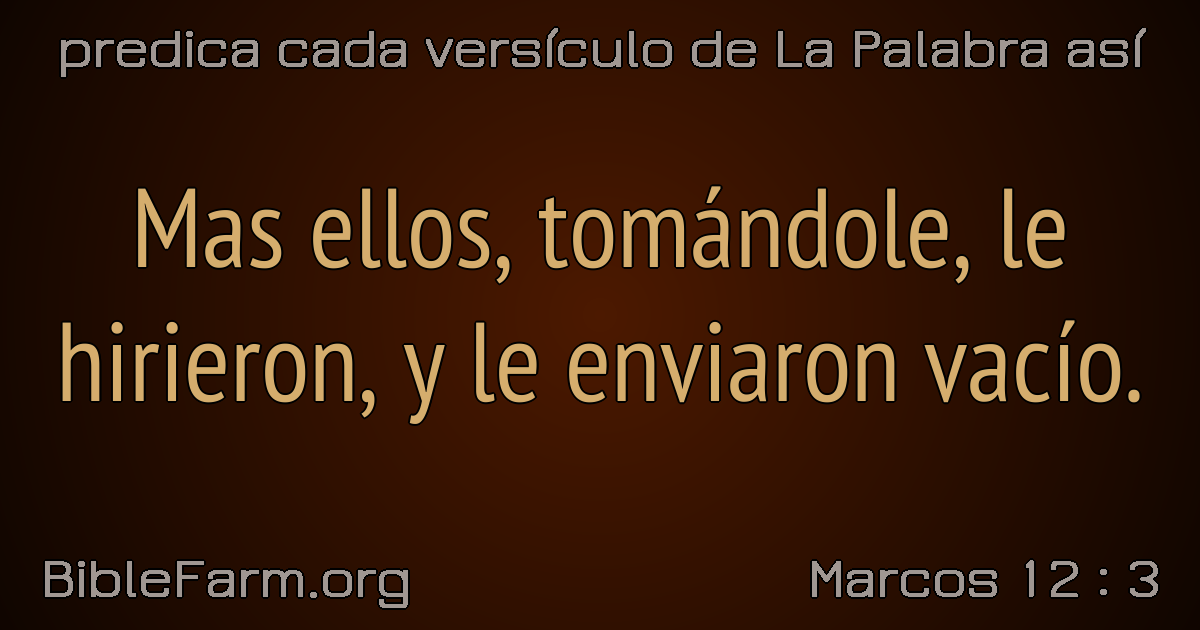 predica cada versículo de La Palabra así
Mas ellos, tomándole, le
hirieron, y le enviaron vacío.
BibleFarm.org
Marcos 12 : 3